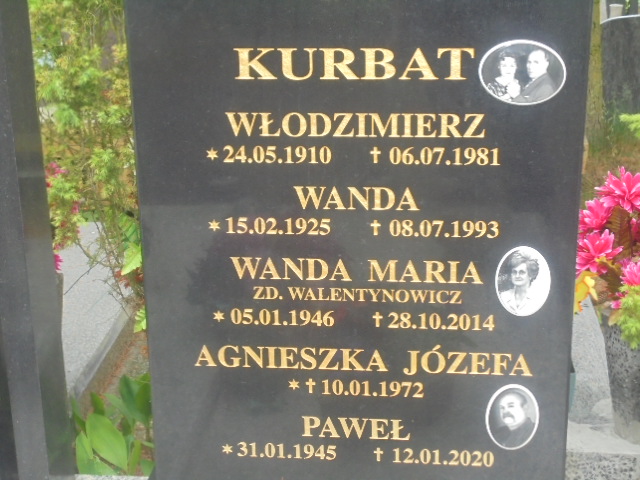 KURBAT
WŁODZIMIERZ
✶ 24.05.1910 ✝ 06.07.1981
WANDA
✶ 15.02.1925 ✝ 08.07.1993
WANDA MARIA
ZD. WALENTYNOWICZ
✶ 05.01.1946 ✝ 28.10.2014
AGNIESZKA JÓZEFA
✶ ✝ 10.01.1972
PAWEŁ
✶ 31.01.1945 ✝ 12.01.2020